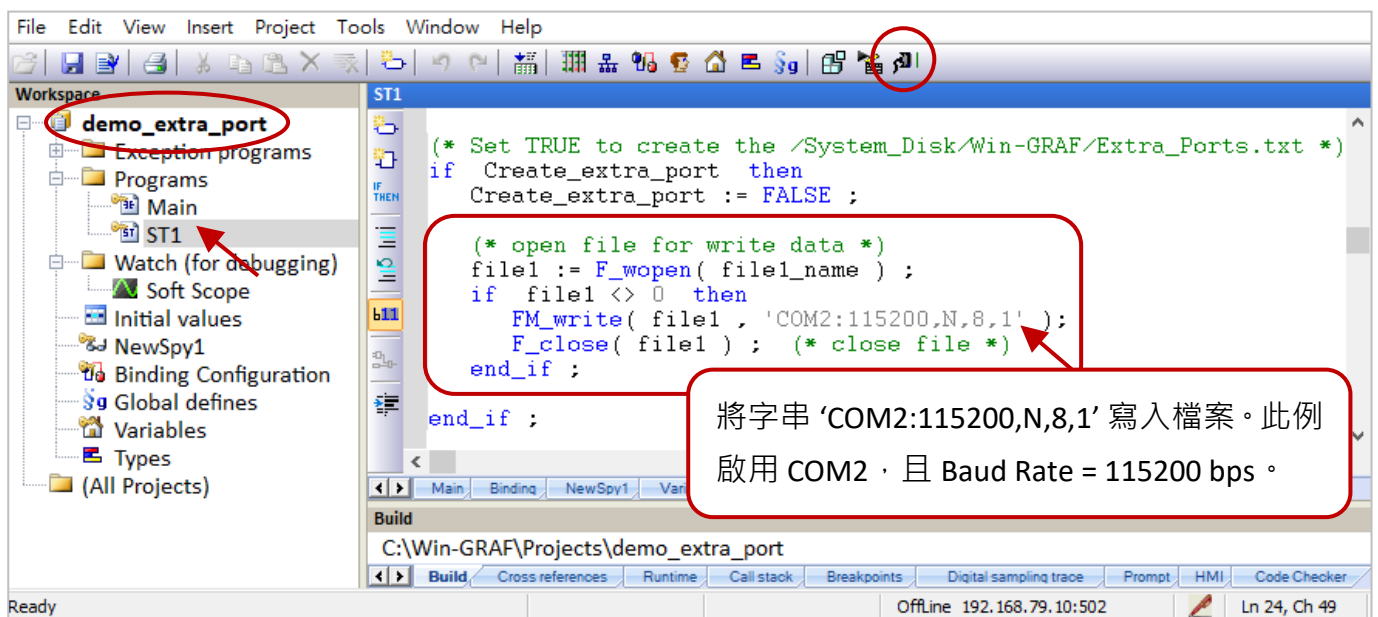 File Edit View Insert Project Tools Window Help
Workspace
demo_extra_port
Exception programs
Programs
Main
ST1
Watch (for debugging)
Soft Scope
Initial values
NewSpy1
Binding Configuration
Global defines
Variables
Types
(All Projects)
ST1
(* Set TRUE to create the /System_Disk/Win-GRAF/Extra_Ports.txt *)
if Create_extra_port then
Create_extra_port := FALSE ;
(* open file for write data *)
file1 := F_wopen( file1_name ) ;
if file1 <> 0 then
FM_write( file1 , 'COM2:115200,N,8,1' );
F_close( file1 ) ; (* close file *)
end_if ;
end_if ;
將字串 ‘COM2:115200,N,8,1’ 寫入檔案。此例
啟用 COM2，且 Baud Rate = 115200 bps。
Main Binding NewSpy1
Build
C:\Win-GRAF\Projects\demo_extra_port
Build Cross references Runtime Call stack Breakpoints Digital sampling trace Prompt HMI Code Checker
Ready OffLine 192.168.79.10:502 Ln 24, Ch 49